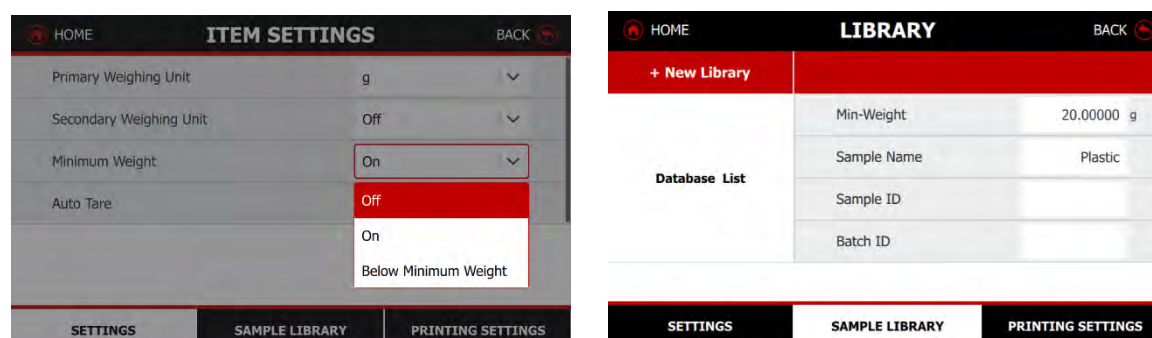 HOME ITEM SETTINGS BACK
Primary Weighing Unit g
Secondary Weighing Unit Off
Minimum Weight On
Auto Tare Off
On
Below Minimum Weight
SETTINGS SAMPLE LIBRARY PRINTING SETTINGS
HOME LIBRARY BACK
+ New Library
Min-Weight 20.00000 g
Sample Name Plastic
Database List
Sample ID
Batch ID
SETTINGS SAMPLE LIBRARY PRINTING SETTINGS